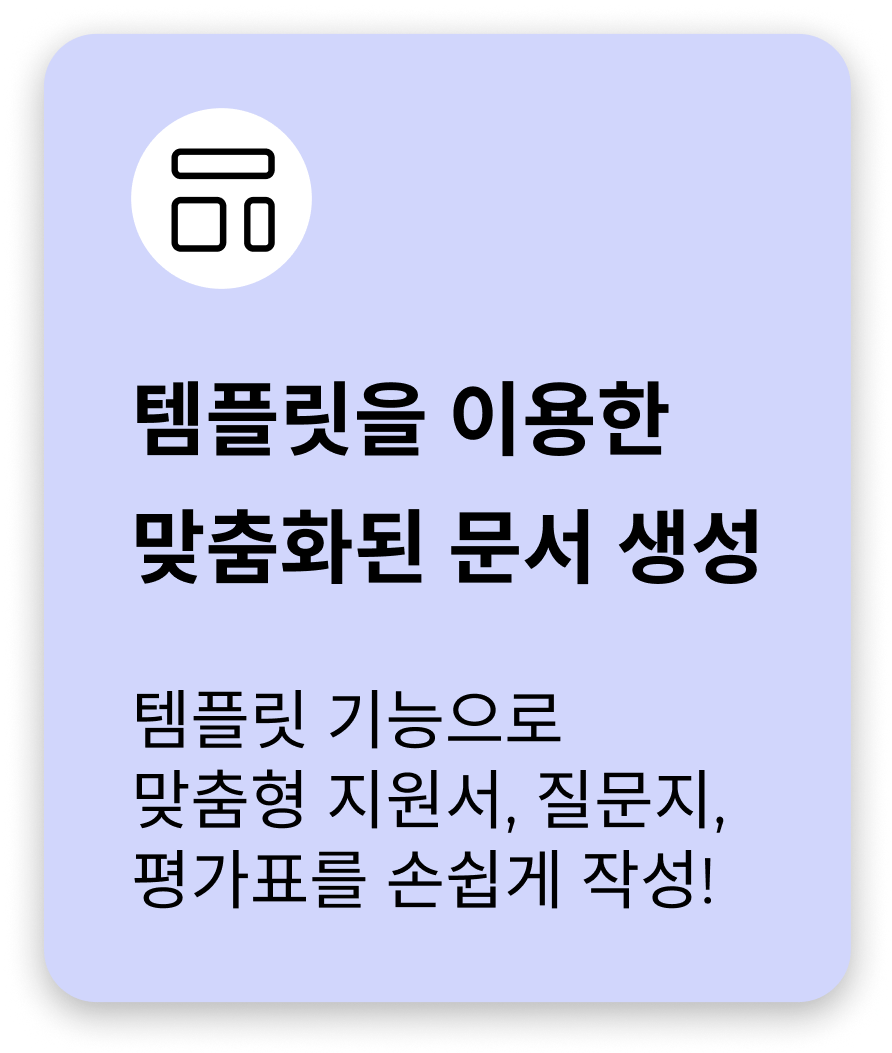 템플릿을 이용한
맞춤화된 문서 생성
템플릿 기능으로
맞춤형 지원서, 질문지,
평가표를 손쉽게 작성!